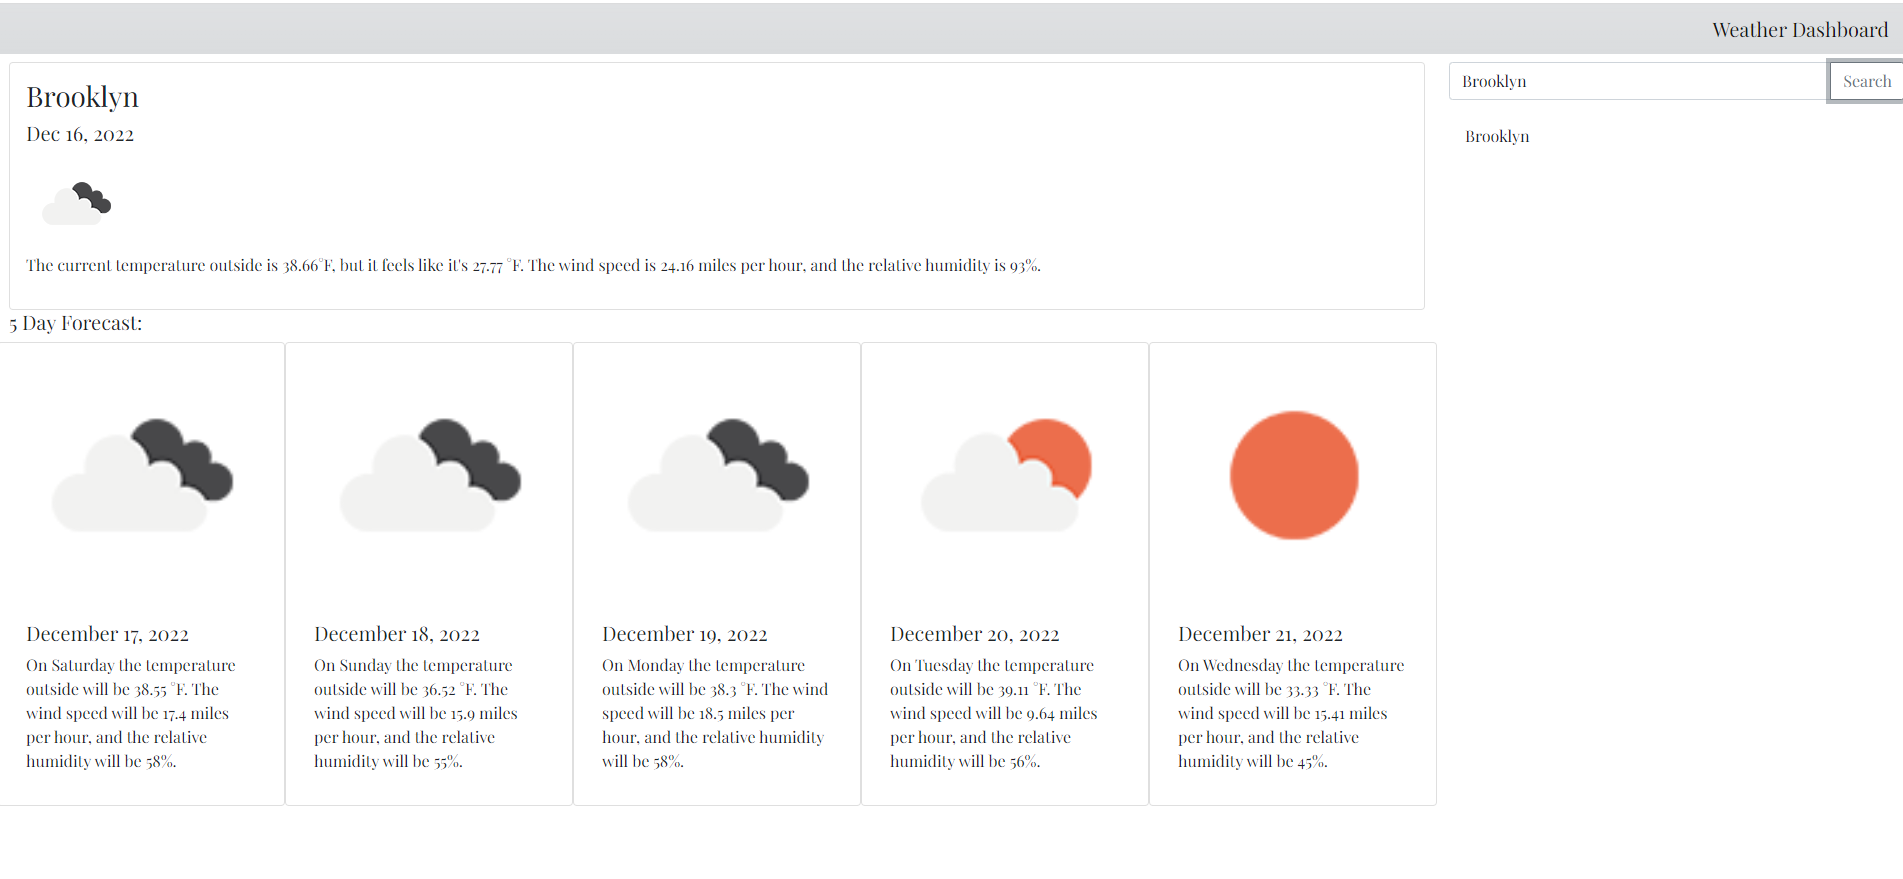 Weather Dashboard
Brooklyn
Dec 16, 2022
The current temperature outside is 38.66°F, but it feels like it's 27.77 °F. The wind speed is 24.16 miles per hour, and the relative humidity is 93%.
Brooklyn
Search
Brooklyn
5 Day Forecast:
December 17, 2022
On Saturday the temperature
outside will be 38.55 °F. The
wind speed will be 17.4 miles
per hour, and the relative
humidity will be 58%.
December 18, 2022
On Sunday the temperature
outside will be 36.52 °F. The
wind speed will be 15.9 miles
per hour, and the relative
humidity will be 55%.
December 19, 2022
On Monday the temperature
outside will be 38.3 °F. The wind
speed will be 18.5 miles per
hour, and the relative humidity
will be 58%.
December 20, 2022
On Tuesday the temperature
outside will be 39.11 °F. The
wind speed will be 9.64 miles
per hour, and the relative
humidity will be 56%.
December 21, 2022
On Wednesday the temperature
outside will be 33.33 °F. The
wind speed will be 15.41 miles
per hour, and the relative
humidity will be 45%.